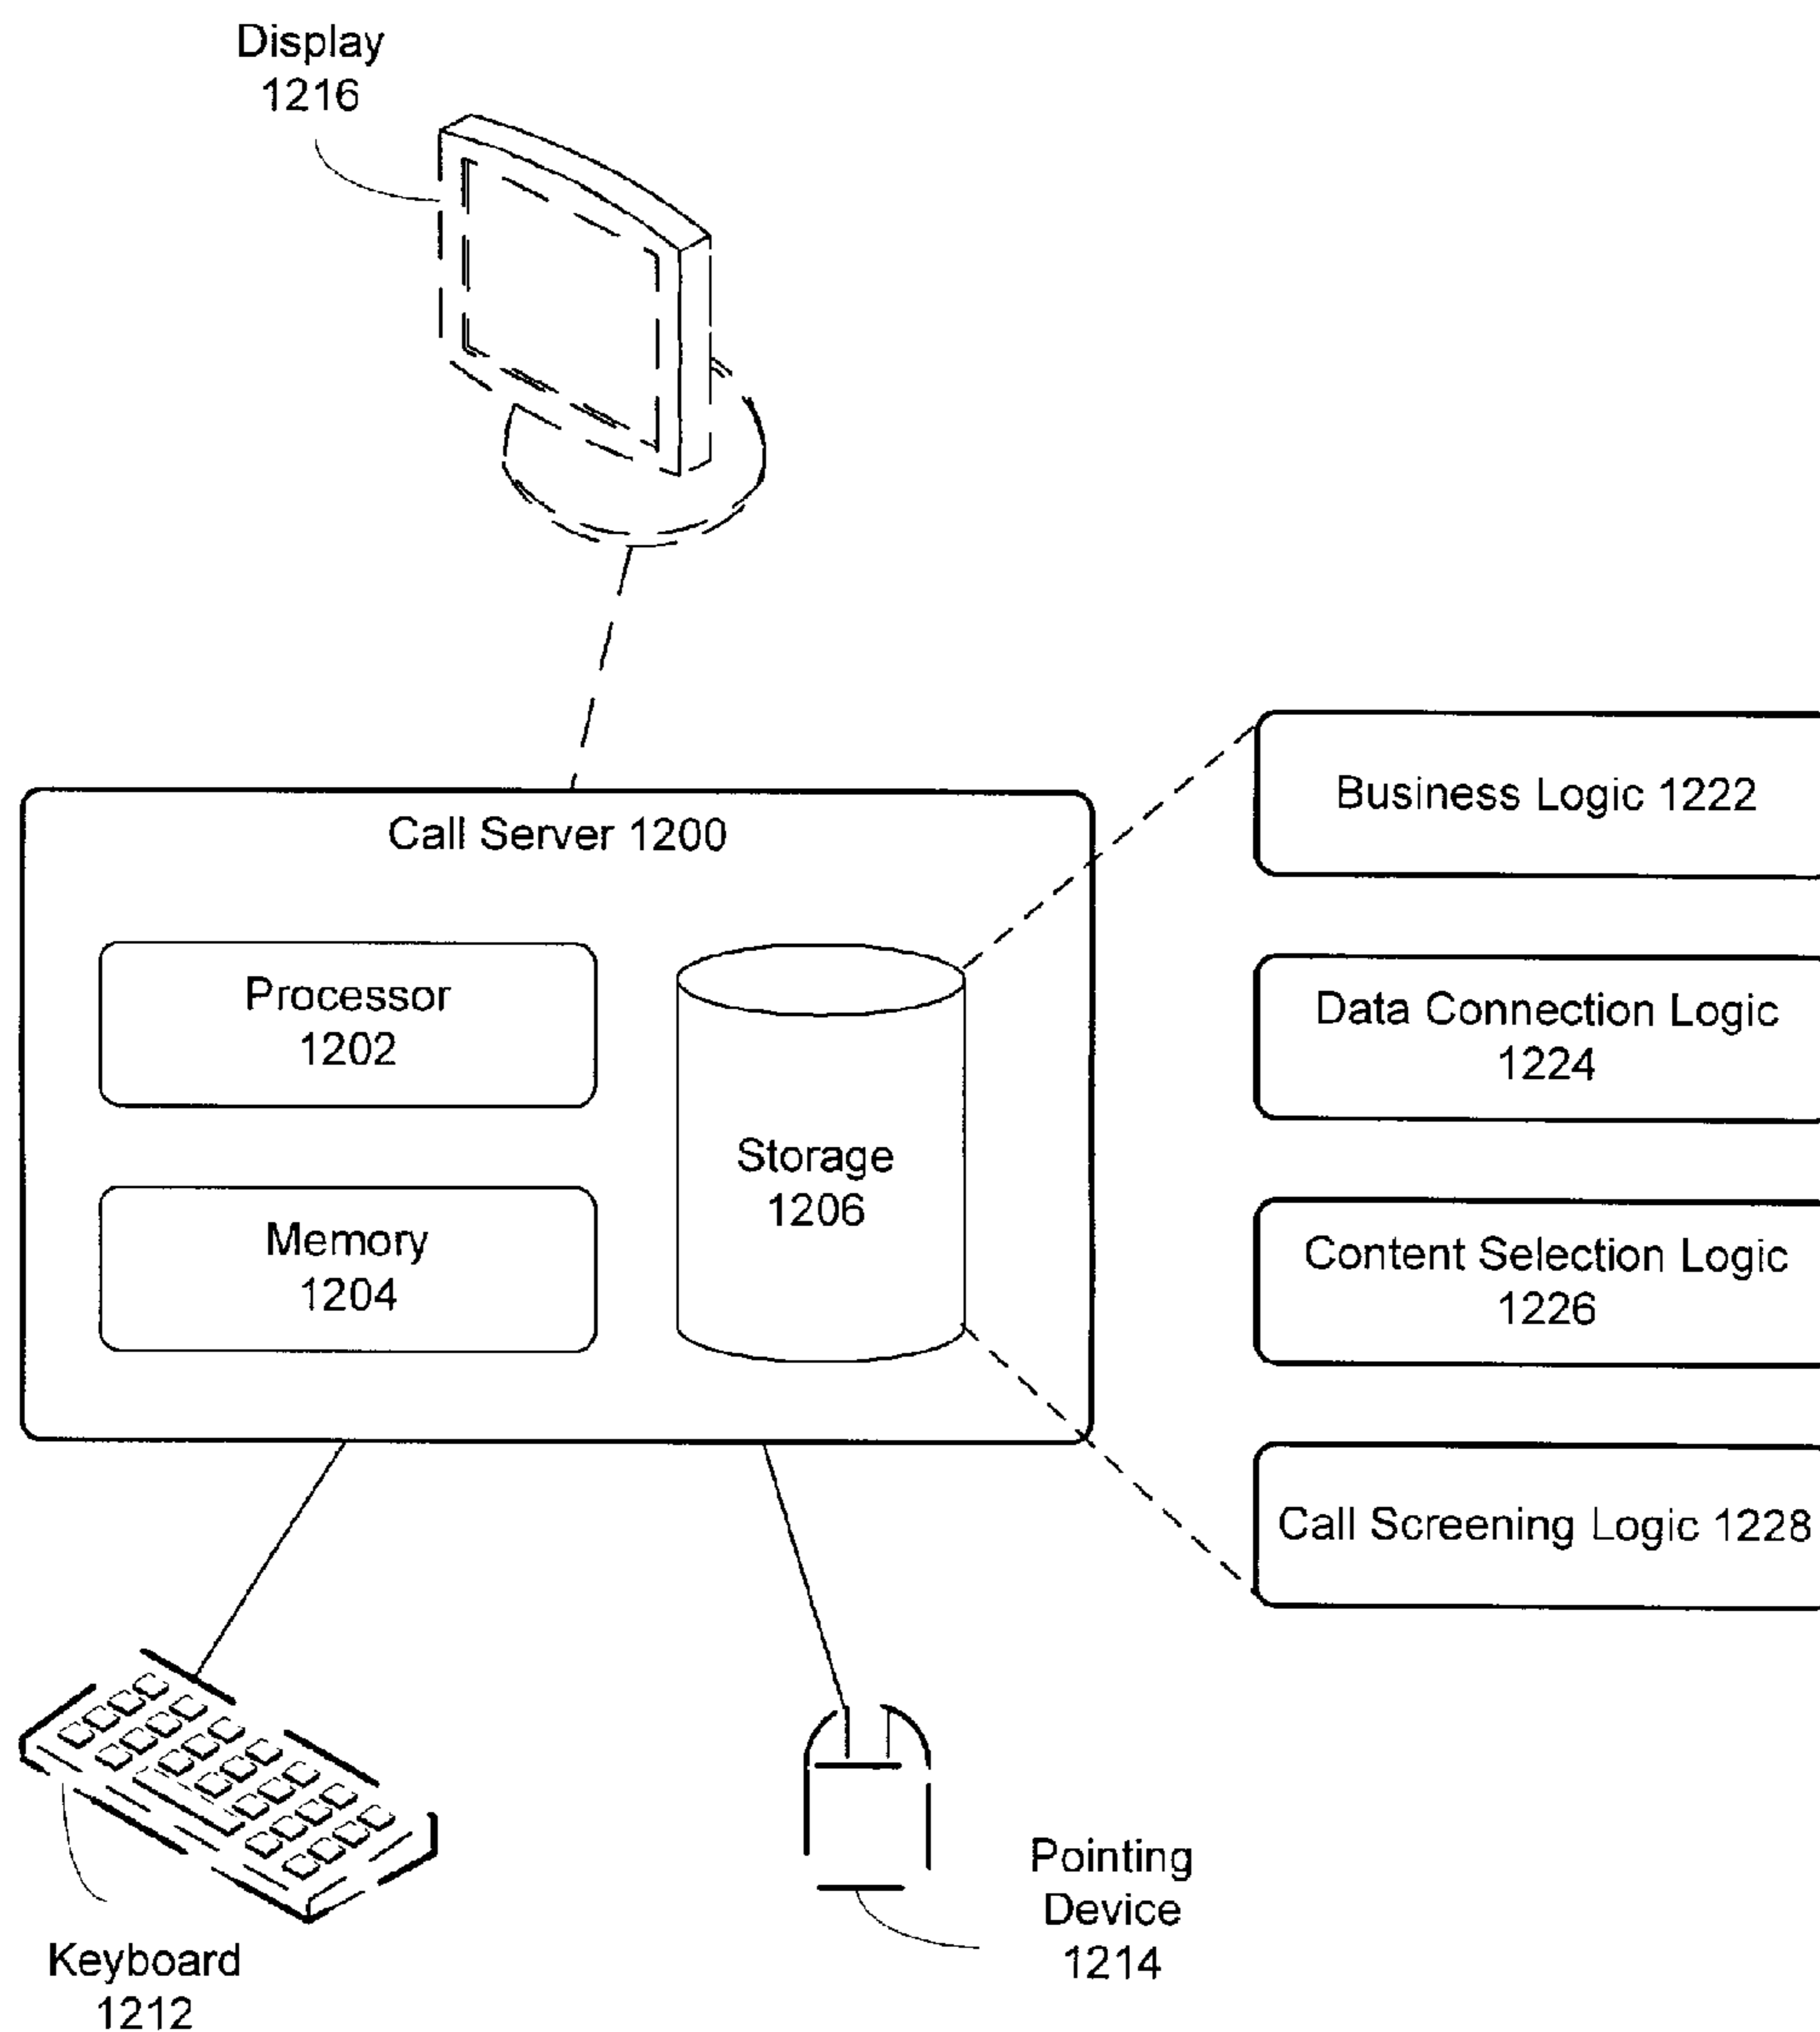 Display
1216
Call Server 1200
Processor
1202
Memory
1204
Storage
1206
Business Logic 1222
Data Connection Logic
1224
Content Selection Logic
1226
Call Screening Logic 1228
Keyboard
1212
Pointing
Device
1214